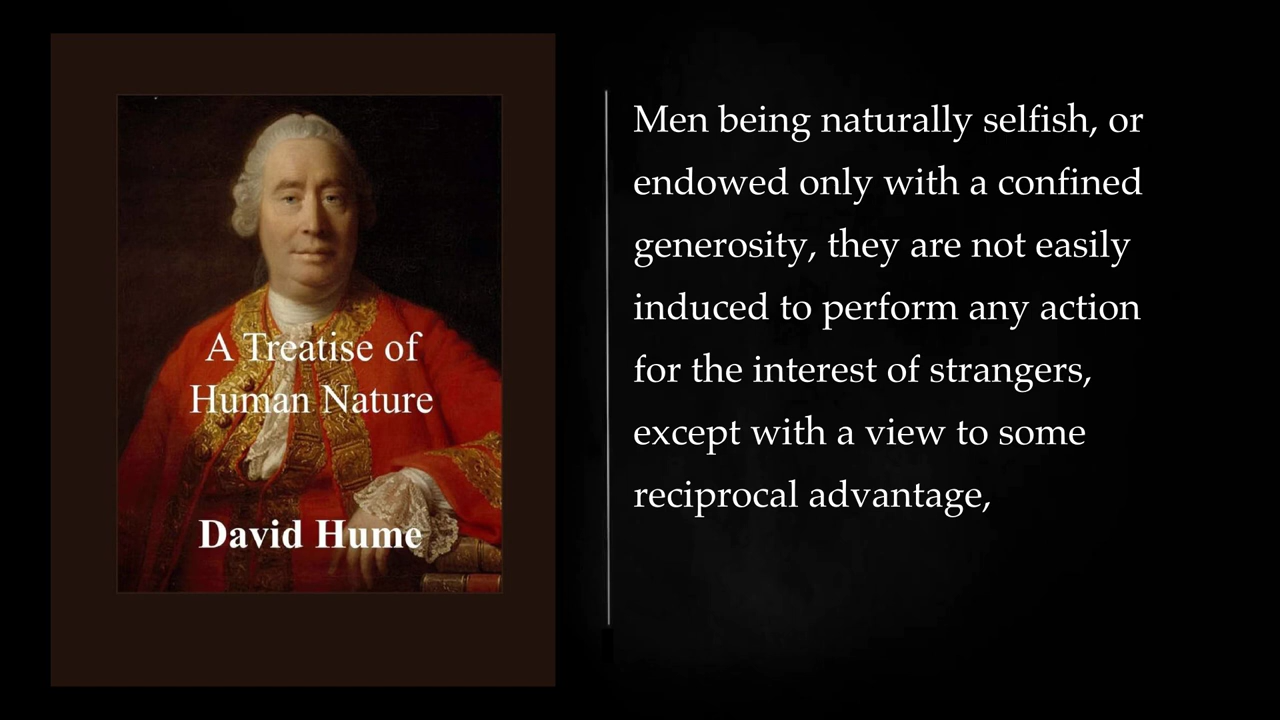 A Treatise of
Human Nature
David Hume
Men being naturally selfish, or
endowed only with a confined
generosity, they are not easily
induced to perform any action
for the interest of strangers,
except with a view to some
reciprocal advantage,